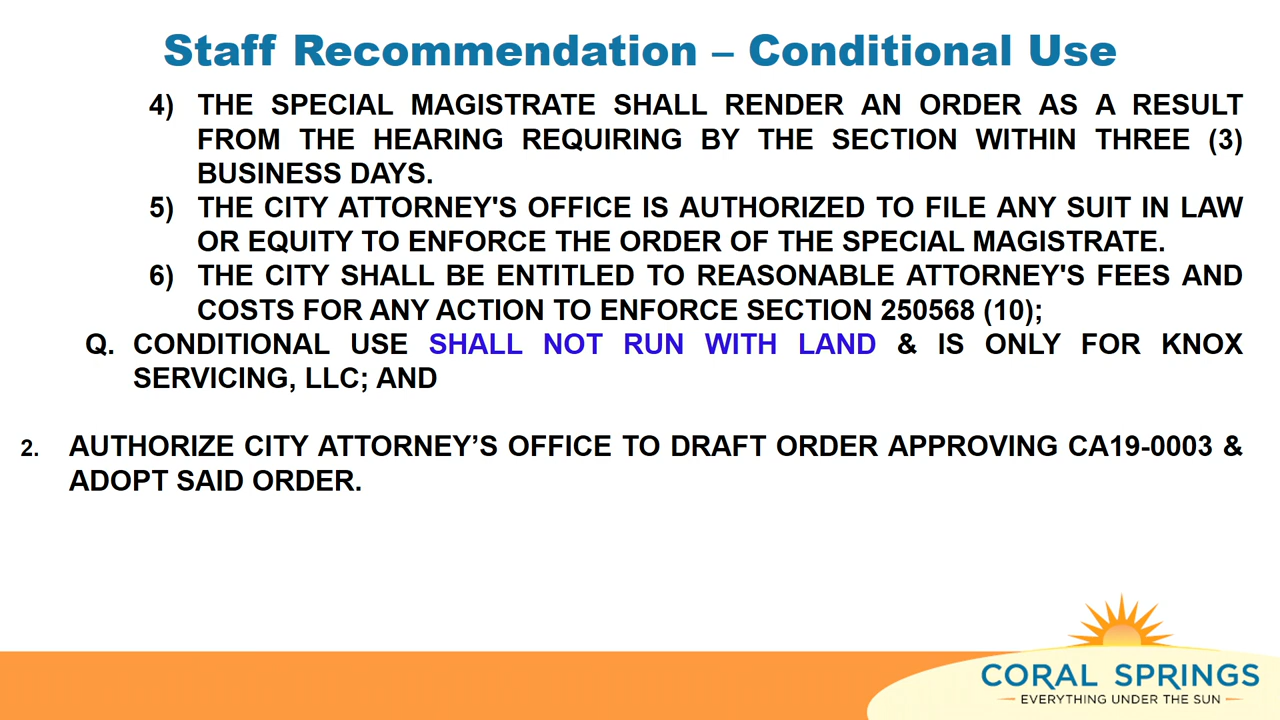 Staff Recommendation – Conditional Use
4) THE SPECIAL MAGISTRATE SHALL RENDER AN ORDER AS A RESULT
FROM THE HEARING REQUIRING BY THE SECTION WITHIN THREE (3)
BUSINESS DAYS.
5) THE CITY ATTORNEY'S OFFICE IS AUTHORIZED TO FILE ANY SUIT IN LAW
OR EQUITY TO ENFORCE THE ORDER OF THE SPECIAL MAGISTRATE.
6) THE CITY SHALL BE ENTITLED TO REASONABLE ATTORNEY'S FEES AND
COSTS FOR ANY ACTION TO ENFORCE SECTION 250568 (10);
Q. CONDITIONAL USE SHALL NOT RUN WITH LAND & IS ONLY FOR KNOX
SERVICING, LLC; AND
2. AUTHORIZE CITY ATTORNEY’S OFFICE TO DRAFT ORDER APPROVING CA19-0003 &
ADOPT SAID ORDER.
CORAL SPRINGS
EVERYTHING UNDER THE SUN